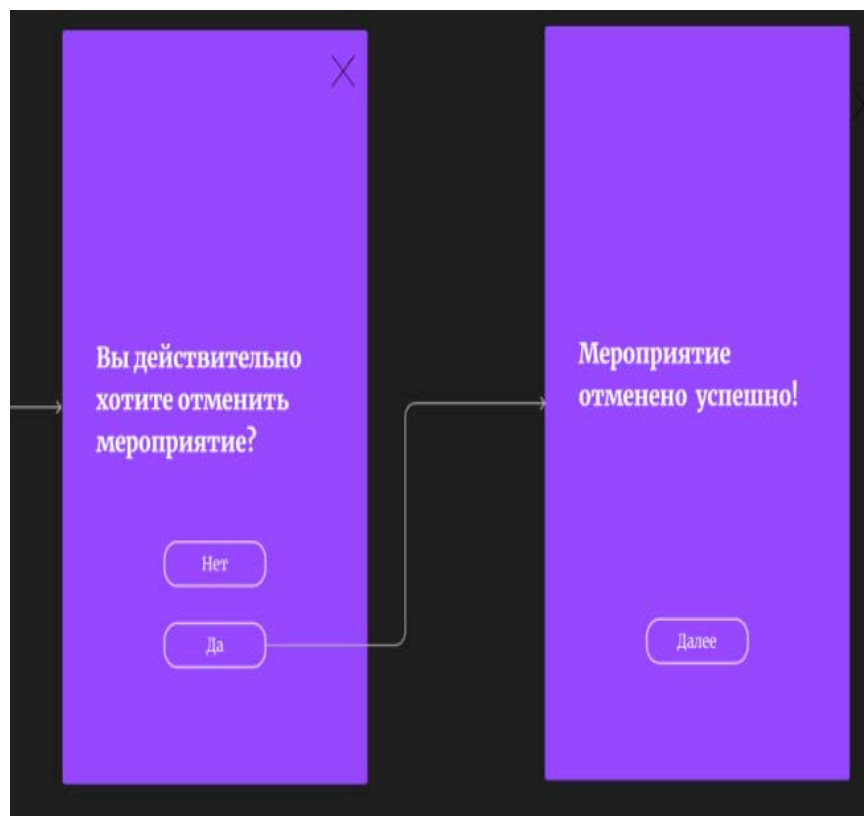 Вы действительно
хотите отменить
мероприятие?
Нет
Да
Мероприятие
отменено успешно!
Далее